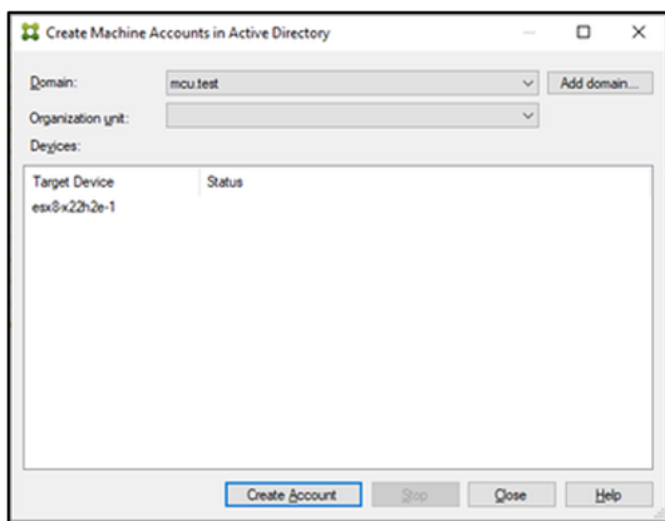 Create Machine Accounts in Active Directory
Domain: mcu.test Add domain...
Organization unit:
Devices:
Target Device Status
esx8-x22h2e-1
Create Account Stop Close Help